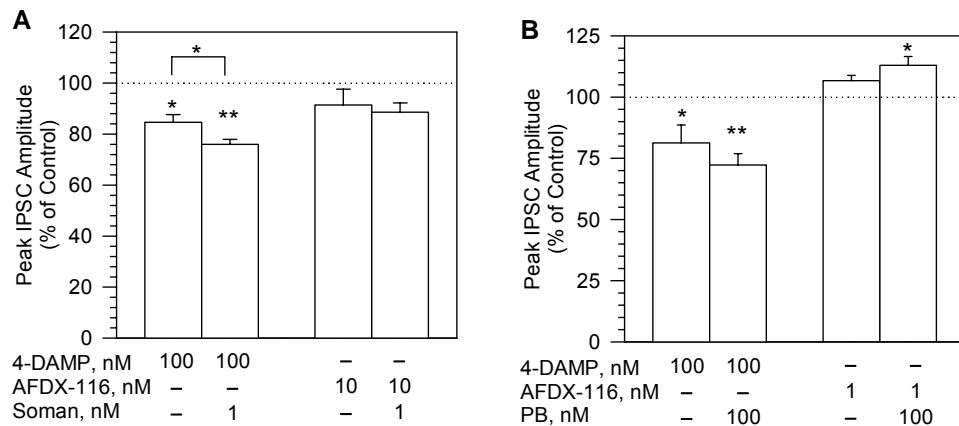 A
120
100
80
60
40
20
0
Peak IPSC Amplitude
(% of Control)
*
*
**
4-DAMP, nM 100 100 – –
AFDX-116, nM – – 10 10
Soman, nM – 1 – 1
B
125
100
75
50
25
0
Peak IPSC Amplitude
(% of Control)
*
**
*
4-DAMP, nM 100 100 – –
AFDX-116, nM – – 1 1
PB, nM – 100 – 100